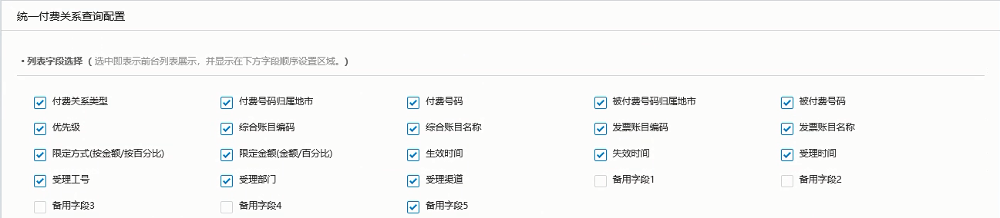 统一付费关系查询配置
• 列表字段选择 ( 选中即表示前台列表展示，并显示在下方字段顺序设置区域。)
付费关系类型 付费号码归属地市 付费号码 被付费号码归属地市 被付费号码
优先级 综合账目编码 综合账目名称 发票账目编码 发票账目名称
限定方式(按金额/按百分比) 限定金额(金额/百分比) 生效时间 失效时间 受理时间
受理工号 受理部门 受理渠道 备用字段1 备用字段2
备用字段3 备用字段4 备用字段5